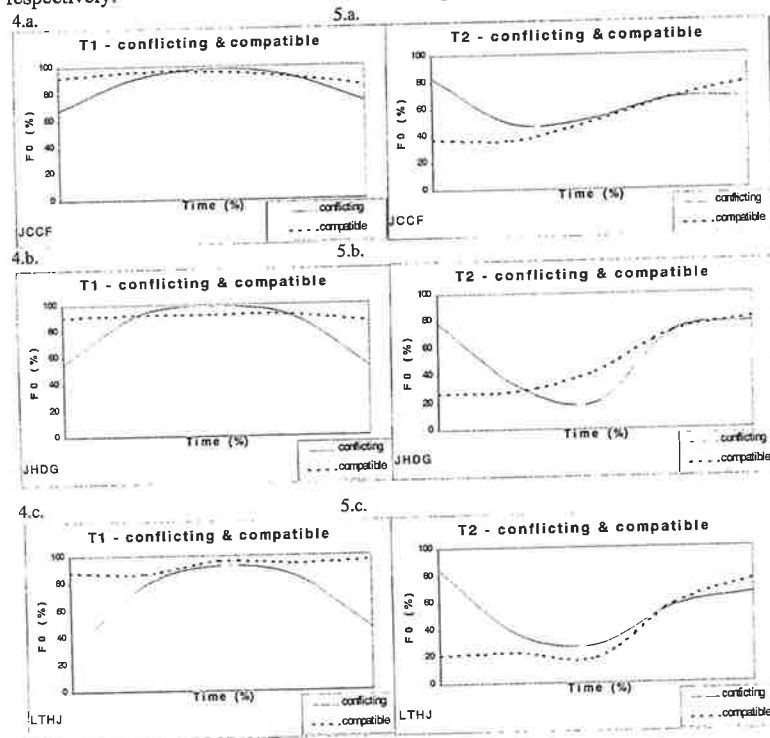 respectively.
4.a. 5.a.
T1 - conflicting & compatible
100
80
60
40
20
0
F0 (%)
Time (%)
conflicting
compatible
JCCF
T2 - conflicting & compatible
100
80
60
40
20
0
F0 (%)
Time (%)
conflicting
compatible
JCCF
4.b. 5.b.
T1 - conflicting & compatible
100
80
60
40
20
0
F0 (%)
Time (%)
conflicting
compatible
JHDG
T2 - conflicting & compatible
100
80
60
40
20
0
F0 (%)
Time (%)
conflicting
compatible
JHDG
4.c. 5.c.
T1 - conflicting & compatible
100
80
60
40
20
0
F0 (%)
Time (%)
conflicting
compatible
LTHJ
T2 - conflicting & compatible
100
80
60
40
20
0
F0 (%)
Time (%)
conflicting
compatible
LTHJ